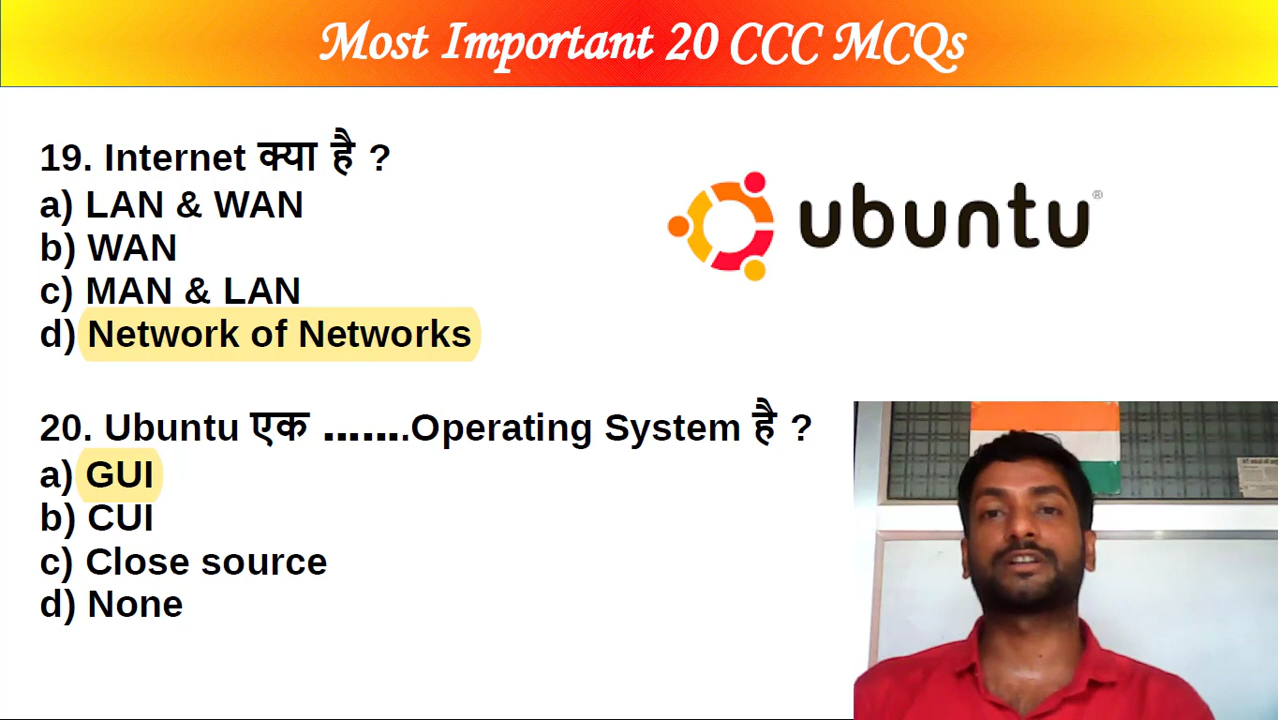 Most Important 20 CCC MCQs
19. Internet क्या है ?
a) LAN & WAN
b) WAN
c) MAN & LAN
d) Network of Networks
ubuntu®
20. Ubuntu एक .......Operating System है ?
a) GUI
b) CUI
c) Close source
d) None